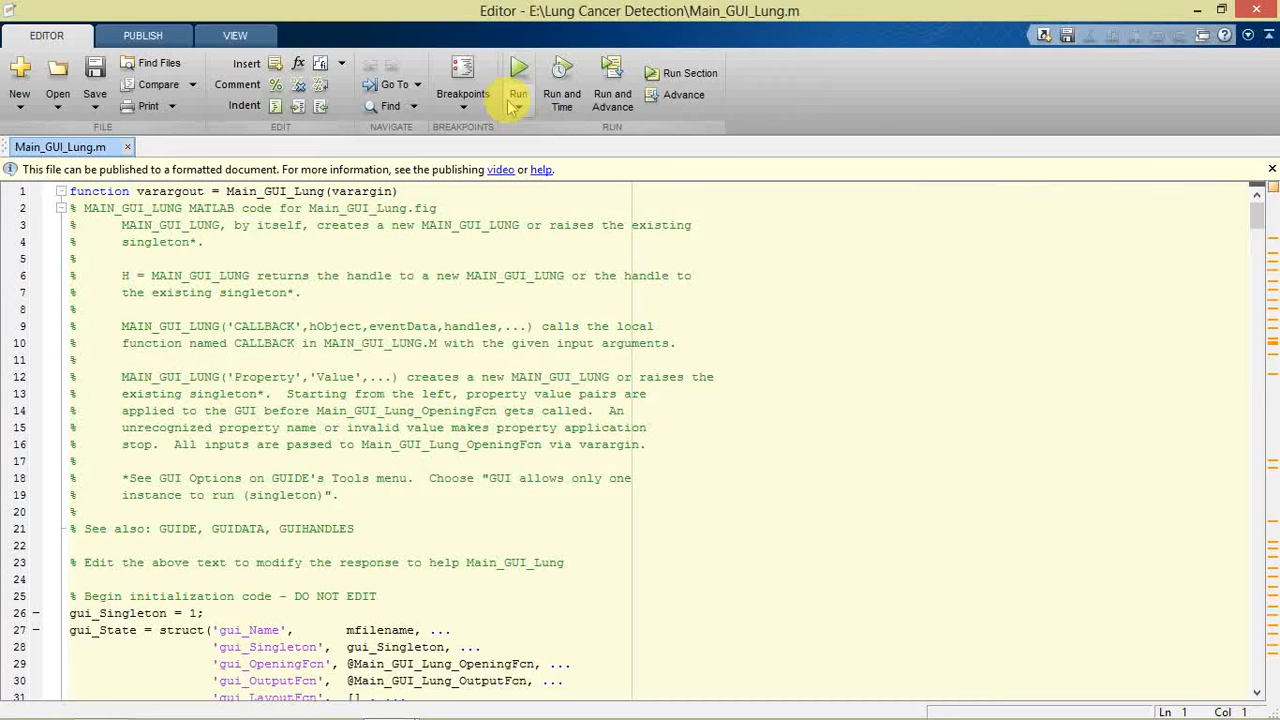 Editor - E:\Lung Cancer Detection\Main_GUI_Lung.m
EDITOR PUBLISH VIEW
New Open Save Find Files Compare Print
Insert fx Comment % Indent
Go To Find
Breakpoints Run Run and Time Run and Advance Run Section Advance
FILE EDIT NAVIGATE BREAKPOINTS RUN
Main_GUI_Lung.m ×
This file can be published to a formatted document. For more information, see the publishing video or help.
1 function varargout = Main_GUI_Lung(varargin)
2 % MAIN_GUI_LUNG MATLAB code for Main_GUI_Lung.fig
3 % MAIN_GUI_LUNG, by itself, creates a new MAIN_GUI_LUNG or raises the existing
4 % singleton*.
5 %
6 % H = MAIN_GUI_LUNG returns the handle to a new MAIN_GUI_LUNG or the handle to
7 % the existing singleton*.
8 %
9 % MAIN_GUI_LUNG('CALLBACK',hObject,eventData,handles,...) calls the local
10 % function named CALLBACK in MAIN_GUI_LUNG.M with the given input arguments.
11 %
12 % MAIN_GUI_LUNG('Property','Value',...) creates a new MAIN_GUI_LUNG or raises the
13 % existing singleton*. Starting from the left, property value pairs are
14 % applied to the GUI before Main_GUI_Lung_OpeningFcn gets called. An
15 % unrecognized property name or invalid value makes property application
16 % stop. All inputs are passed to Main_GUI_Lung_OpeningFcn via varargin.
17 %
18 % *See GUI Options on GUIDE's Tools menu. Choose "GUI allows only one
19 % instance to run (singleton)".
20 %
21 % See also: GUIDE, GUIDATA, GUIHANDLES
22
23 % Edit the above text to modify the response to help Main_GUI_Lung
24
25 % Begin initialization code - DO NOT EDIT
26 gui_Singleton = 1;
27 gui_State = struct('gui_Name', mfilename, ...
28 'gui_Singleton', gui_Singleton, ...
29 'gui_OpeningFcn', @Main_GUI_Lung_OpeningFcn, ...
30 'gui_OutputFcn', @Main_GUI_Lung_OutputFcn, ...
31 'gui_LayoutFcn', [] , ...
Ln 1 Col 1